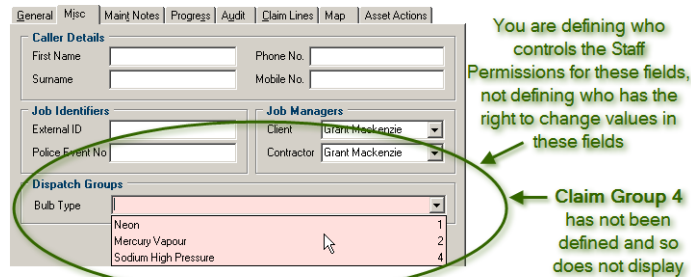 General Misc Maint Notes Progress Audit Claim Lines Map Asset Actions
Caller Details
First Name Phone No.
Surname Mobile No.
Job Identifiers Job Managers
External ID Client Grant Mackenzie
Police Event No Contractor Grant Mackenzie
Dispatch Groups
Bulb Type
Neon 1
Mercury Vapour 2
Sodium High Pressure 4
You are defining who
controls the Staff
Permissions for these fields,
not defining who has the
right to change values in
these fields
Claim Group 4
has not been
defined and so
does not display